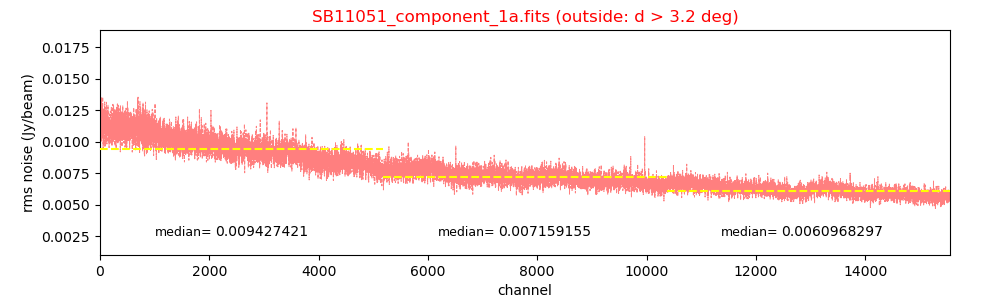 SB11051_component_1a.fits (outside: d > 3.2 deg)
rms noise (Jy/beam)
0.0175
0.0150
0.0125
0.0100
0.0075
0.0050
0.0025
median= 0.009427421 median= 0.007159155 median= 0.0060968297
0 2000 4000 6000 8000 10000 12000 14000
channel